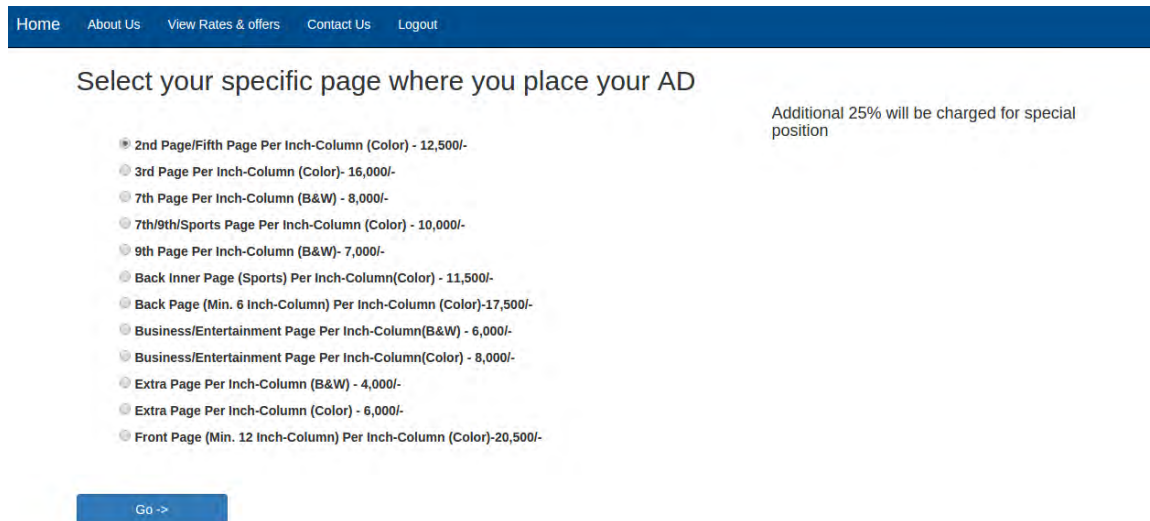 Home About Us View Rates & offers Contact Us Logout
Select your specific page where you place your AD
Additional 25% will be charged for special
position
2nd Page/Fifth Page Per Inch-Column (Color) - 12,500/-
3rd Page Per Inch-Column (Color)- 16,000/-
7th Page Per Inch-Column (B&W) - 8,000/-
7th/9th/Sports Page Per Inch-Column (Color) - 10,000/-
9th Page Per Inch-Column (B&W)- 7,000/-
Back Inner Page (Sports) Per Inch-Column(Color) - 11,500/-
Back Page (Min. 6 Inch-Column) Per Inch-Column (Color)-17,500/-
Business/Entertainment Page Per Inch-Column(B&W) - 6,000/-
Business/Entertainment Page Per Inch-Column(Color) - 8,000/-
Extra Page Per Inch-Column (B&W) - 4,000/-
Extra Page Per Inch-Column (Color) - 6,000/-
Front Page (Min. 12 Inch-Column) Per Inch-Column (Color)-20,500/-
Go ->